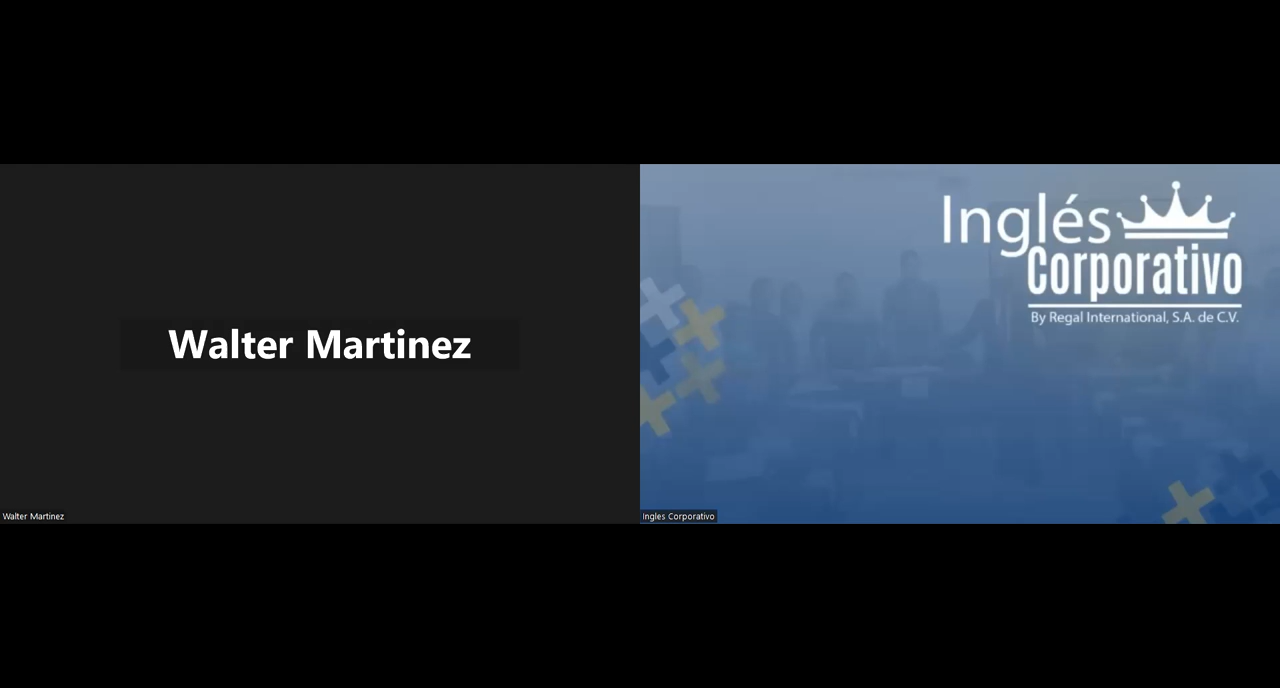 Walter Martinez
Walter Martinez
Inglés
Corporativo
By Regal International, S.A. de C.V.
Ingles Corporativo